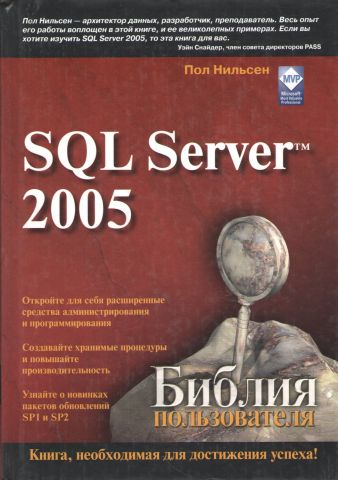 Пол Нильсен — архитектор данных, разработчик, преподаватель. Весь опыт
его работы воплощен в этой книге, и ее великолепных примерах. Если вы
хотите изучить SQL Server 2005, то эта книга для вас.
Уэйн Снайдер, член совета директоров PASS
Пол Нильсен
MVP
Microsoft
Most Valuable
Professional
SQL Server™
2005
Откройте для себя расширенные
средства администрирования
и программирования
Создавайте хранимые процедуры
и повышайте
производительность
Узнайте о новинках
пакетов обновлений
SP1 и SP2
Библия
пользователя
Книга, необходимая для достижения успеха!